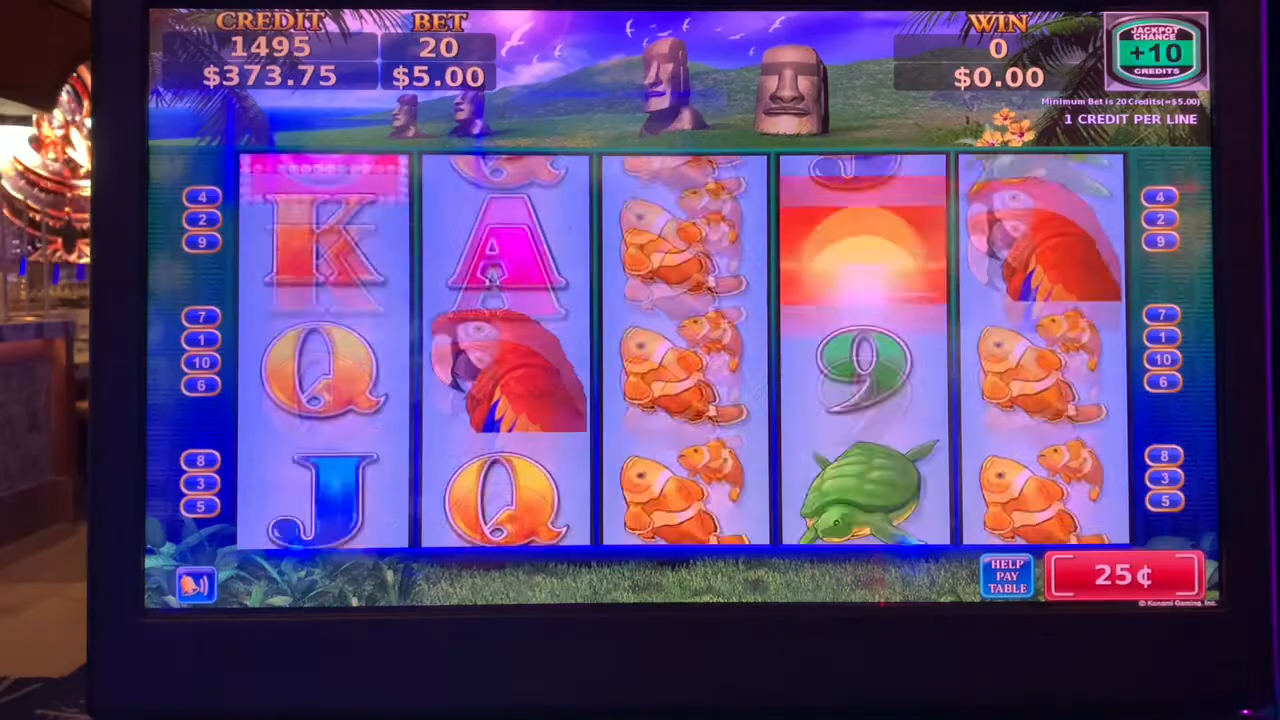 CREDIT
1495
$373.75
BET
20
$5.00
WIN
0
$0.00
JACKPOT
CHANCE
+10
CREDITS
Minimum Bet is 20 Credits(=$5.00)
1 CREDIT PER LINE
4
2
9
7
1
10
6
8
3
5
K
Q
J
Q
A
Q
J
9
4
2
9
7
1
10
6
8
3
5
HELP
PAY
TABLE
25¢
© Konami Gaming, Inc.